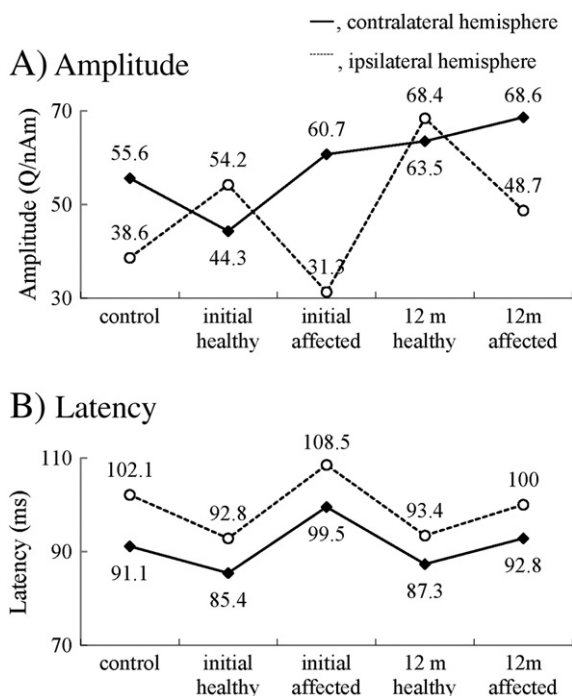 —, contralateral hemisphere
A) Amplitude
......, ipsilateral hemisphere
70
68.4
68.6
60.7
55.6
54.2
63.5
50
48.7
38.6
44.3
31.3
30
Amplitude (Q/nAm)
control
initial
healthy
initial
affected
12 m
healthy
12m
affected
B) Latency
110
108.5
102.1
92.8
93.4
100
90
99.5
91.1
85.4
87.3
92.8
70
Latency (ms)
control
initial
healthy
initial
affected
12 m
healthy
12m
affected